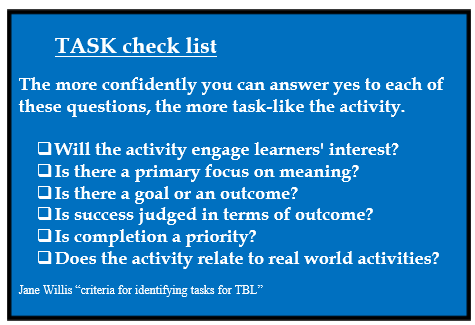 TASK check list
The more confidently you can answer yes to each of
these questions, the more task-like the activity.
❑Will the activity engage learners' interest?
❑Is there a primary focus on meaning?
❑Is there a goal or an outcome?
❑Is success judged in terms of outcome?
❑Is completion a priority?
❑Does the activity relate to real world activities?
Jane Willis “criteria for identifying tasks for TBL”